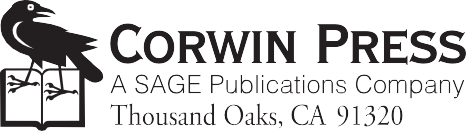 CORWIN PRESS
A SAGE Publications Company
Thousand Oaks, CA 91320